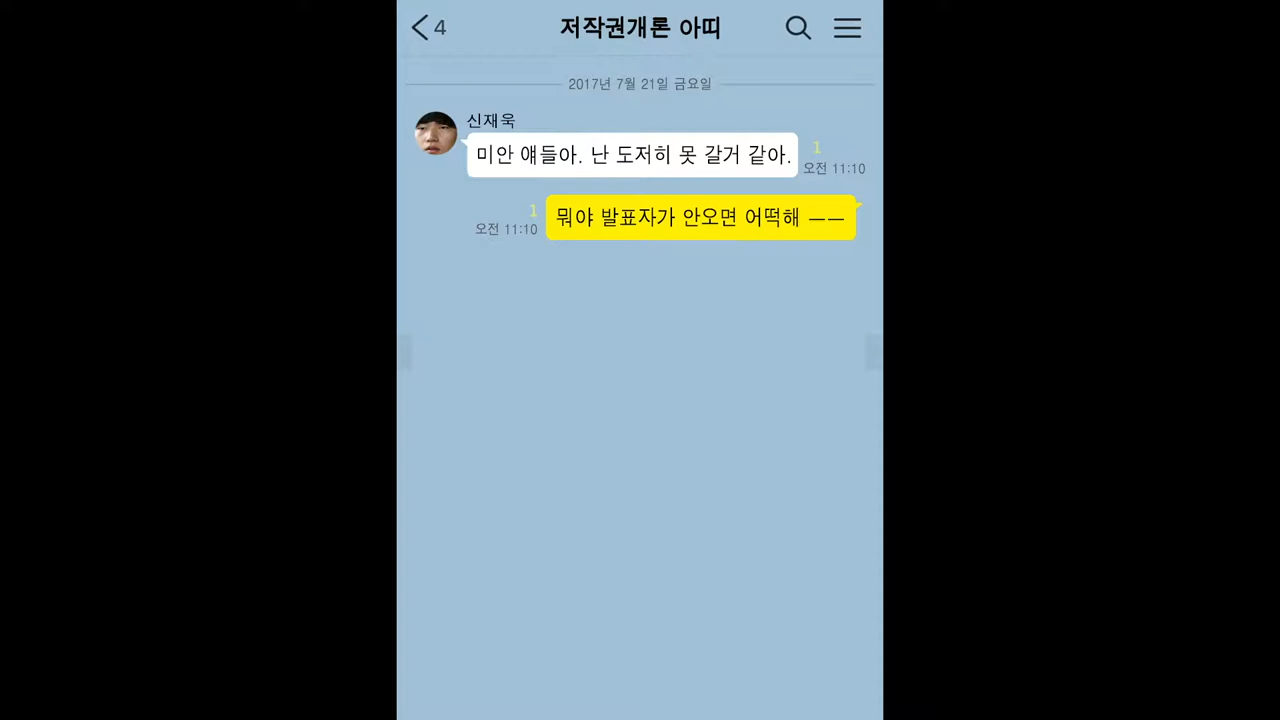 4 저작권개론 아띠
2017년 7월 21일 금요일
신재욱
미안 얘들아. 난 도저히 못 갈거 같아.
1
오전 11:10
뭐야 발표자가 안오면 어떡해 ㅡㅡ
1
오전 11:10